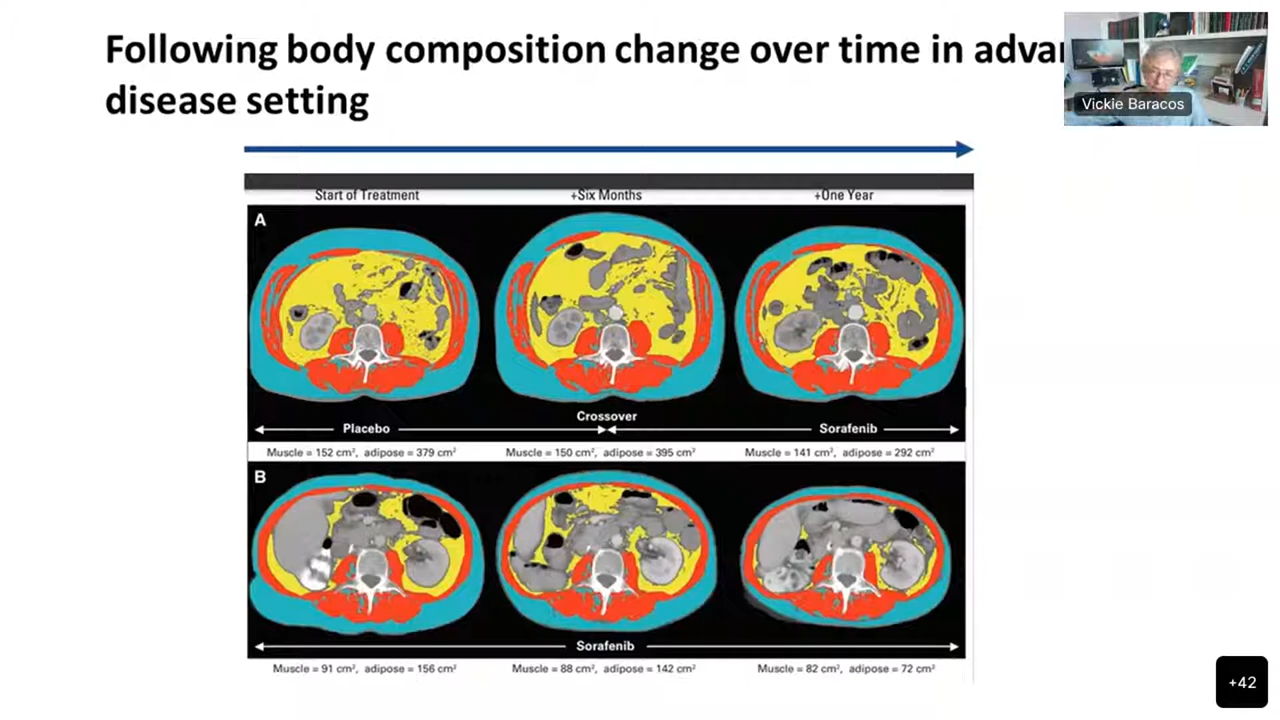 Following body composition change over time in advan
disease setting
Vickie Baracos
Start of Treatment +Six Months +One Year
A
Crossover
Placebo Sorafenib
Muscle = 152 cm², adipose = 379 cm² Muscle = 150 cm², adipose = 395 cm² Muscle = 141 cm², adipose = 292 cm²
B
Sorafenib
Muscle = 91 cm², adipose = 156 cm² Muscle = 88 cm², adipose = 142 cm² Muscle = 82 cm², adipose = 72 cm²
+42